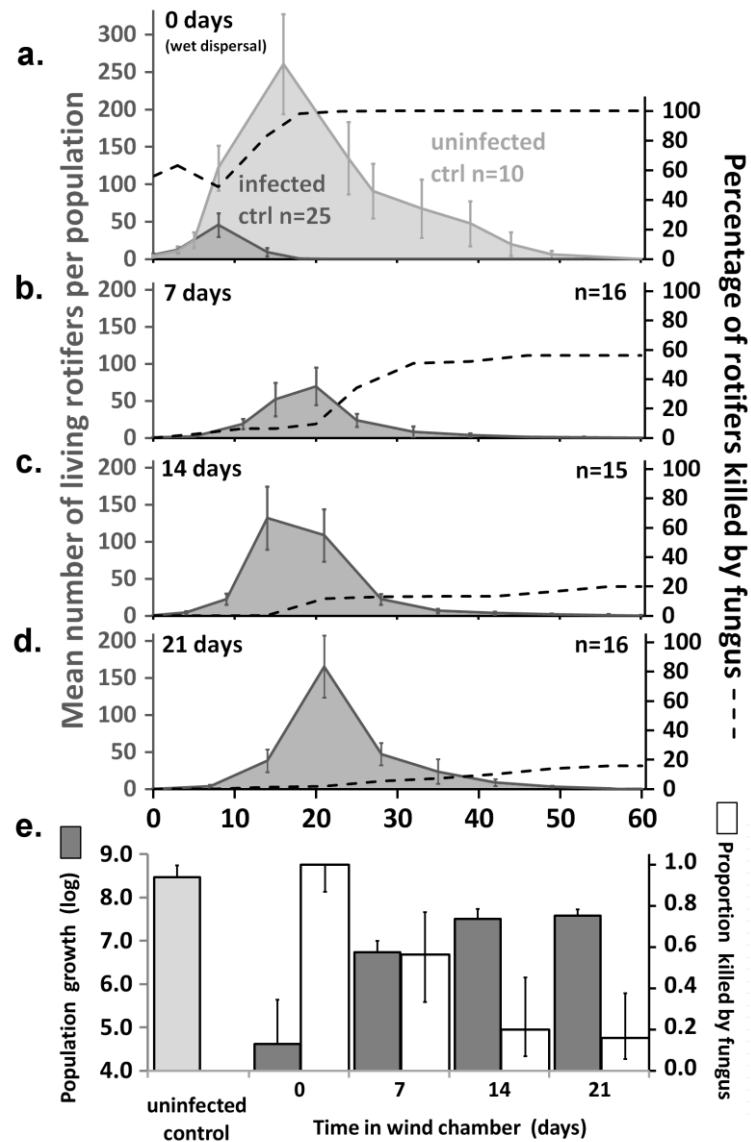 a.
0 days
(wet dispersal)
300
250
200
150
100
50
0
100
80
60
40
20
0
uninfected
ctrl n=10
infected
ctrl n=25
0 20 40 60
b.
7 days
n=16
200
150
100
50
0
100
80
60
40
20
0
c.
14 days
n=15
200
150
100
50
0
100
80
60
40
20
0
d.
21 days
n=16
200
150
100
50
0
100
80
60
40
20
0
0 10 20 30 40 50 60
Mean number of living rotifers per population
Percentage of rotifers killed by fungus - - -
e.
Population growth (log)
9.0
8.0
7.0
6.0
5.0
4.0
1.0
0.8
0.6
0.4
0.2
0.0
Proportion killed by fungus
uninfected
control
0 7 14 21
Time in wind chamber (days)